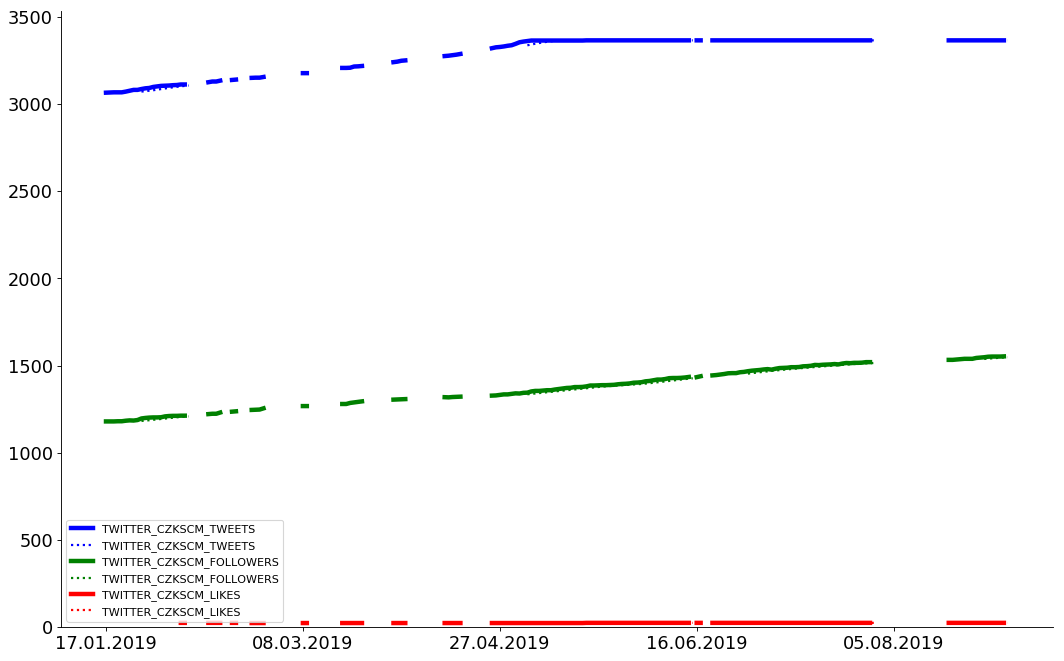 3500
3000
2500
2000
1500
1000
500
0
TWITTER_CZKSCM_TWEETS
TWITTER_CZKSCM_TWEETS
TWITTER_CZKSCM_FOLLOWERS
TWITTER_CZKSCM_FOLLOWERS
TWITTER_CZKSCM_LIKES
TWITTER_CZKSCM_LIKES
17.01.2019 08.03.2019 27.04.2019 16.06.2019 05.08.2019